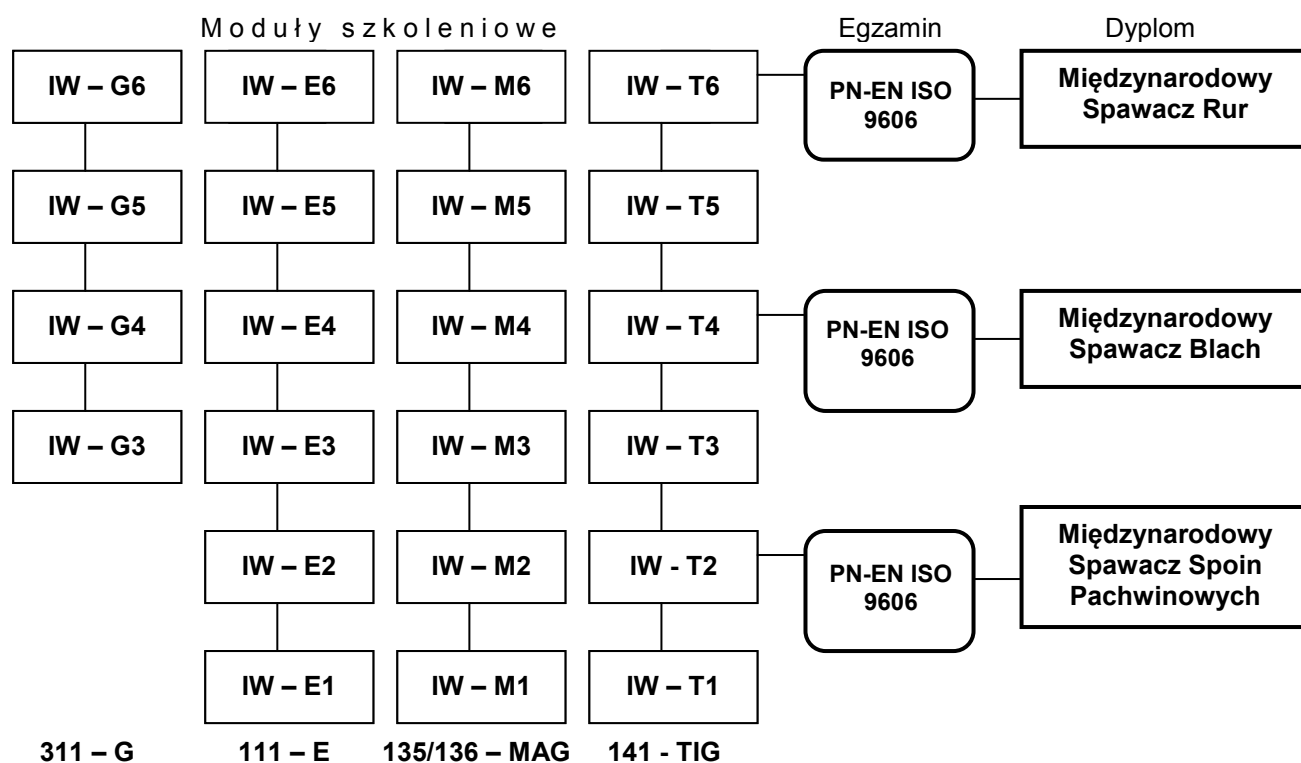 Moduły szkoleniowe Egzamin Dyplom
IW – G6 IW – E6 IW – M6 IW – T6
PN-EN ISO
9606
Międzynarodowy
Spawacz Rur
IW – G5 IW – E5 IW – M5 IW – T5
IW – G4 IW – E4 IW – M4 IW – T4
PN-EN ISO
9606
Międzynarodowy
Spawacz Blach
IW – G3 IW – E3 IW – M3 IW – T3
IW – E2 IW – M2 IW - T2
PN-EN ISO
9606
Międzynarodowy
Spawacz Spoin
Pachwinowych
IW – E1 IW – M1 IW – T1
311 – G 111 – E 135/136 – MAG 141 - TIG